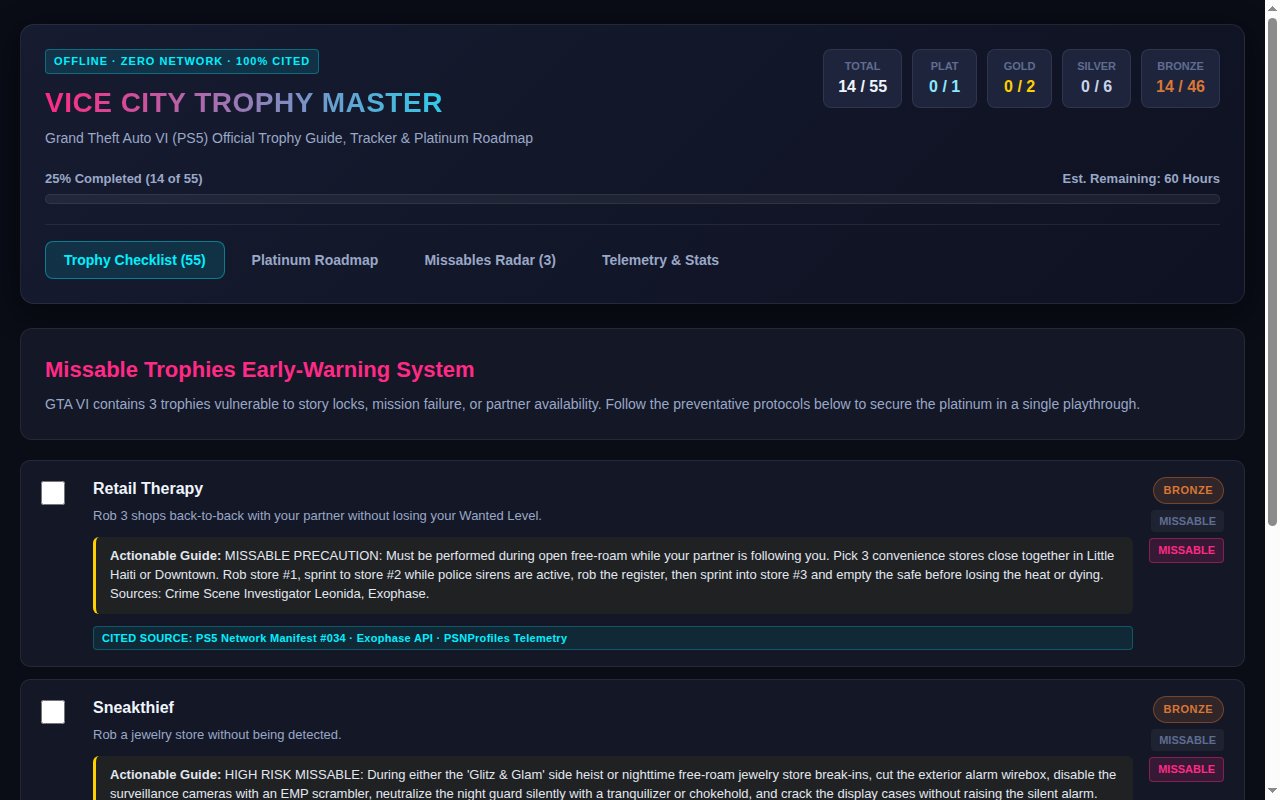 OFFLINE · ZERO NETWORK · 100% CITED
VICE CITY TROPHY MASTER
Grand Theft Auto VI (PS5) Official Trophy Guide, Tracker & Platinum Roadmap
TOTAL
14 / 55
PLAT
0 / 1
GOLD
0 / 2
SILVER
0 / 6
BRONZE
14 / 46
25% Completed (14 of 55)
Est. Remaining: 60 Hours
Trophy Checklist (55)
Platinum Roadmap
Missables Radar (3)
Telemetry & Stats
Missable Trophies Early-Warning System
GTA VI contains 3 trophies vulnerable to story locks, mission failure, or partner availability. Follow the preventative protocols below to secure the platinum in a single playthrough.
Retail Therapy
Rob 3 shops back-to-back with your partner without losing your Wanted Level.
Actionable Guide: MISSABLE PRECAUTION: Must be performed during open free-roam while your partner is following you. Pick 3 convenience stores close together in Little
Haiti or Downtown. Rob store #1, sprint to store #2 while police sirens are active, rob the register, then sprint into store #3 and empty the safe before losing the heat or dying.
Sources: Crime Scene Investigator Leonida, Exophase.
CITED SOURCE: PS5 Network Manifest #034 · Exophase API · PSNProfiles Telemetry
BRONZE
MISSABLE
MISSABLE
Sneakthief
Rob a jewelry store without being detected.
Actionable Guide: HIGH RISK MISSABLE: During either the 'Glitz & Glam' side heist or nighttime free-roam jewelry store break-ins, cut the exterior alarm wirebox, disable the
surveillance cameras with an EMP scrambler, neutralize the night guard silently with a tranquilizer or chokehold, and crack the display cases without raising the silent alarm.
BRONZE
MISSABLE
MISSABLE